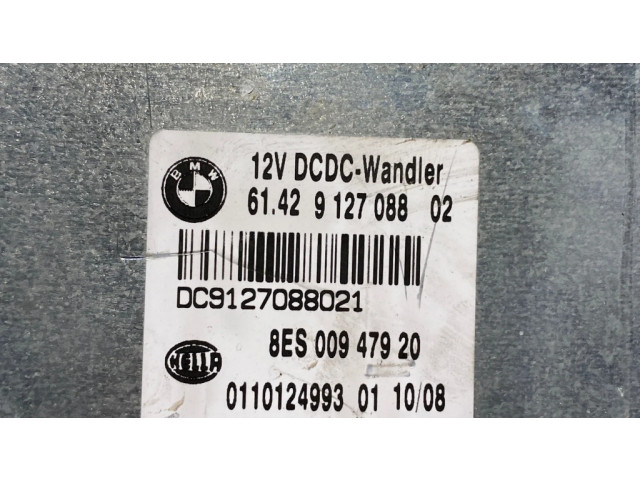 BMW
12V DCDC-Wandler
61.42 9 127 088 02
DC9127088021
8ES 009 479 20
HELLA
0110124993 01 10/08